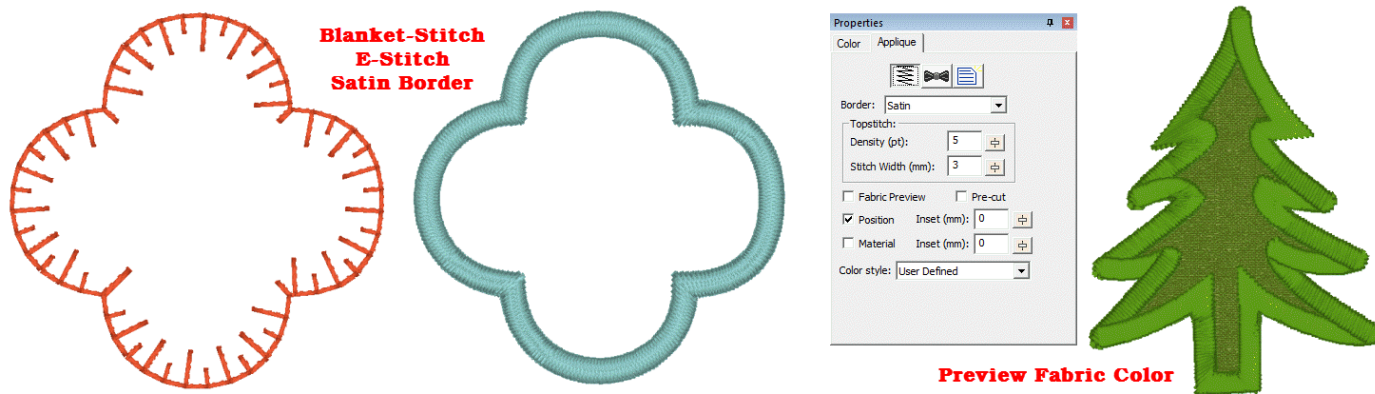 Blanket-Stitch
E-Stitch
Satin Border
Properties
Color Applique
Border: Satin
Topstitch:
Density (pt): 5
Stitch Width (mm): 3
Fabric Preview Pre-cut
Position Inset (mm): 0
Material Inset (mm): 0
Color style: User Defined
Preview Fabric Color